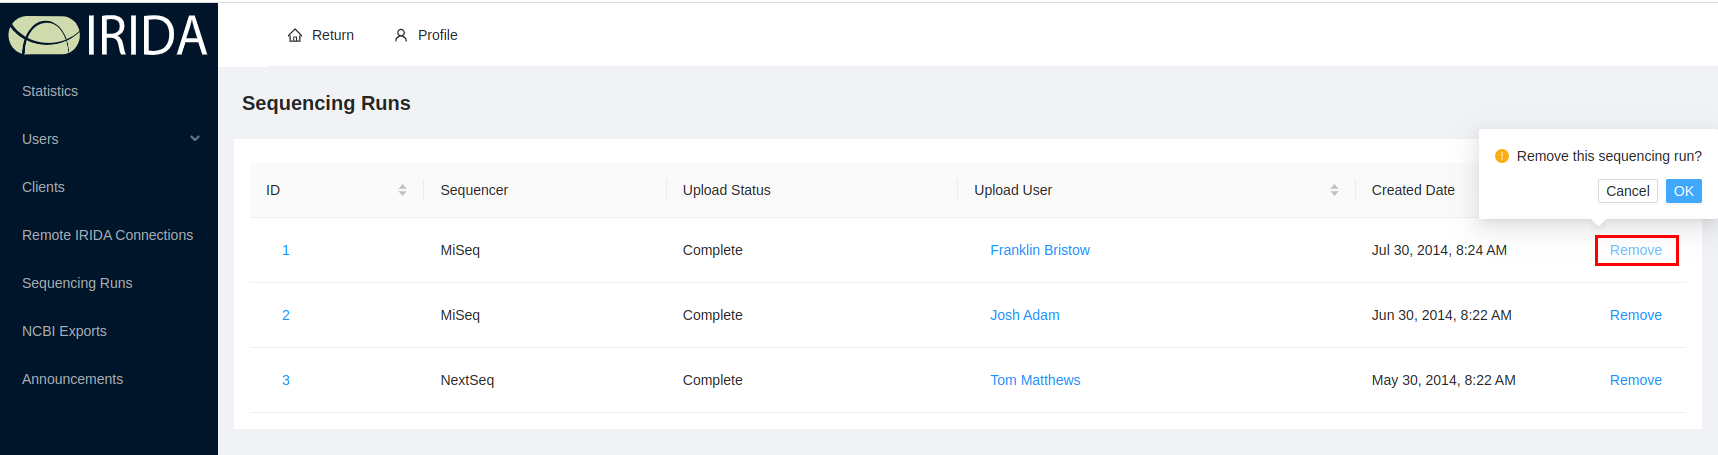 IRIDA
Return Profile
Statistics
Users
Clients
Remote IRIDA Connections
Sequencing Runs
NCBI Exports
Announcements
Sequencing Runs
Remove this sequencing run?
Cancel OK
ID Sequencer Upload Status Upload User Created Date
1 MiSeq Complete Franklin Bristow Jul 30, 2014, 8:24 AM Remove
2 MiSeq Complete Josh Adam Jun 30, 2014, 8:22 AM Remove
3 NextSeq Complete Tom Matthews May 30, 2014, 8:22 AM Remove